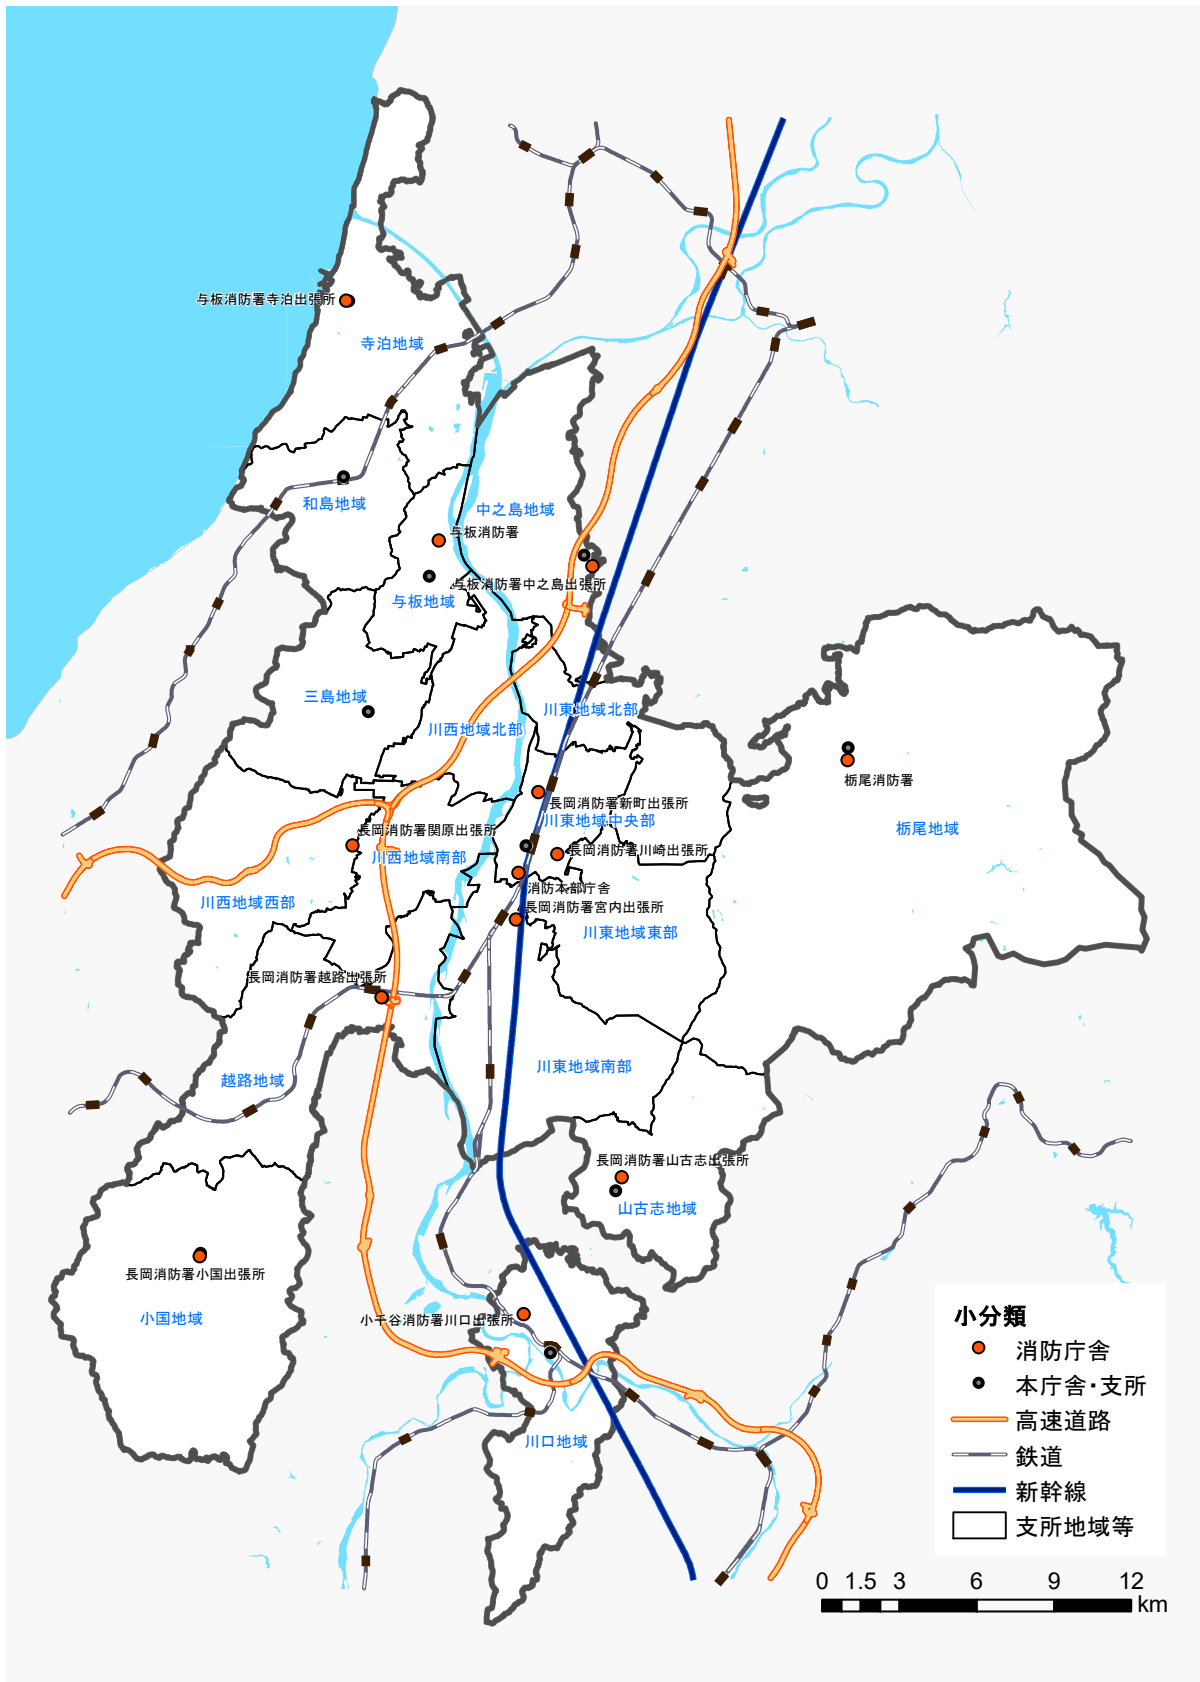 与板消防署寺泊出張所
寺泊地域
和島地域
中之島地域
与板消防署
与板消防署中之島出張所
与板地域
三島地域
川東地域北部
川西地域北部
栃尾消防署
長岡消防署新町出張所
川東地域中央部
栃尾地域
長岡消防署関原出張所
長岡消防署川崎出張所
川西地域南部
消防本部庁舎
川西地域西部
長岡消防署宮内出張所
川東地域東部
長岡消防署越路出張所
川東地域南部
越路地域
長岡消防署山古志出張所
山古志地域
長岡消防署小国出張所
小国地域
小千谷消防署川口出張所
川口地域
小分類
消防庁舎
本庁舎・支所
高速道路
鉄道
新幹線
支所地域等
0 1.5 3 6 9 12
km